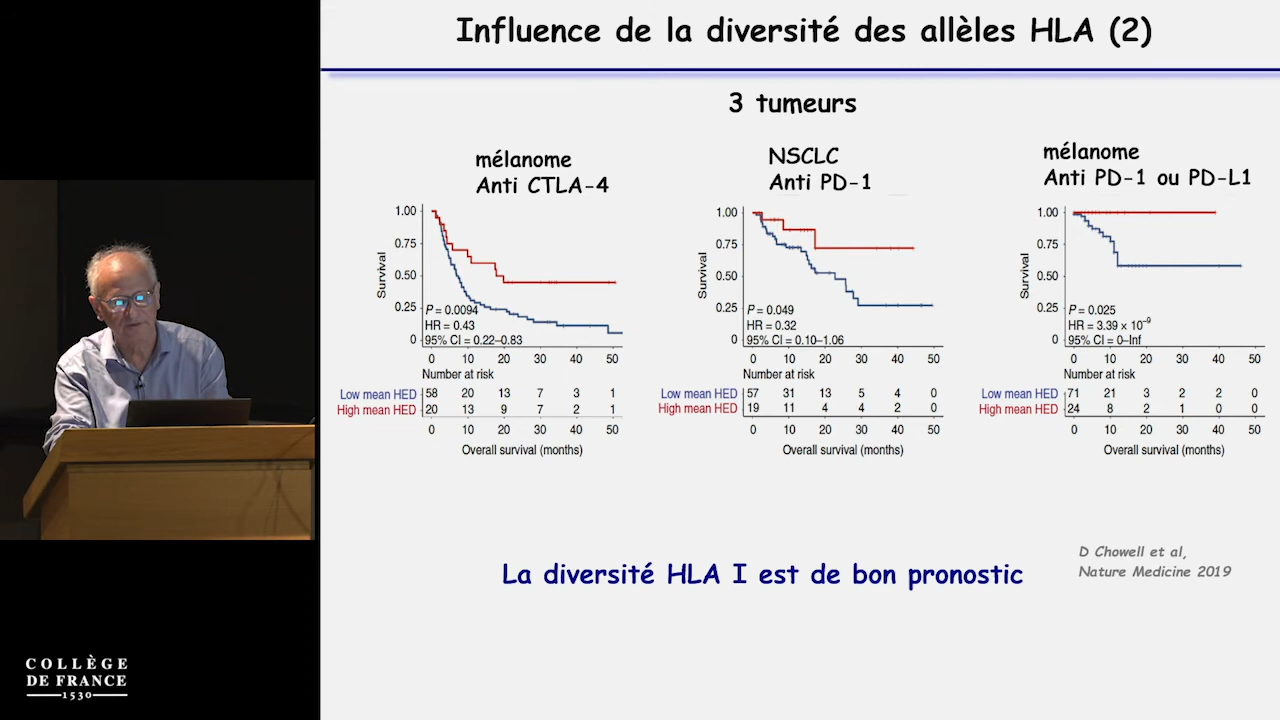 Influence de la diversité des allèles HLA (2)
3 tumeurs
mélanome
Anti CTLA-4
1.00
0.75
0.50
0.25
0
Survival
P = 0.0094
HR = 0.43
95% CI = 0.22–0.83
0 10 20 30 40 50
Number at risk
Low mean HED 58 20 13 7 3 1
High mean HED 20 13 9 7 2 1
0 10 20 30 40 50
Overall survival (months)
NSCLC
Anti PD-1
1.00
0.75
0.50
0.25
0
Survival
P = 0.049
HR = 0.32
95% CI = 0.10–1.06
0 10 20 30 40 50
Number at risk
Low mean HED 57 31 13 5 4 0
High mean HED 19 11 4 4 2 0
0 10 20 30 40 50
Overall survival (months)
mélanome
Anti PD-1 ou PD-L1
1.00
0.75
0.50
0.25
0
Survival
P = 0.025
HR = 3.39 x 10⁻⁹
95% CI = 0–Inf
0 10 20 30 40 50
Number at risk
Low mean HED 71 21 3 2 2 0
High mean HED 24 8 2 1 0 0
0 10 20 30 40 50
Overall survival (months)
D Chowell et al,
Nature Medicine 2019
La diversité HLA I est de bon pronostic
COLLÈGE
DE FRANCE
1530